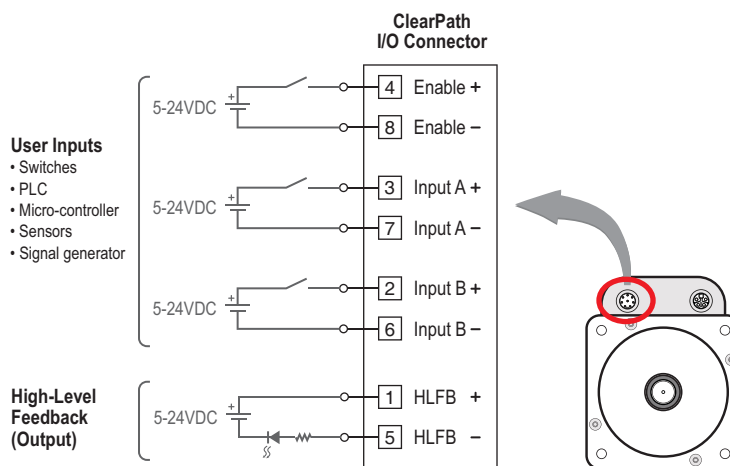 ClearPath
I/O Connector
5-24VDC
+
4 Enable +
8 Enable –
User Inputs
• Switches
• PLC
• Micro-controller
• Sensors
• Signal generator
5-24VDC
+
3 Input A +
7 Input A –
5-24VDC
+
2 Input B +
6 Input B –
High-Level
Feedback
(Output)
5-24VDC
+
1 HLFB +
5 HLFB –